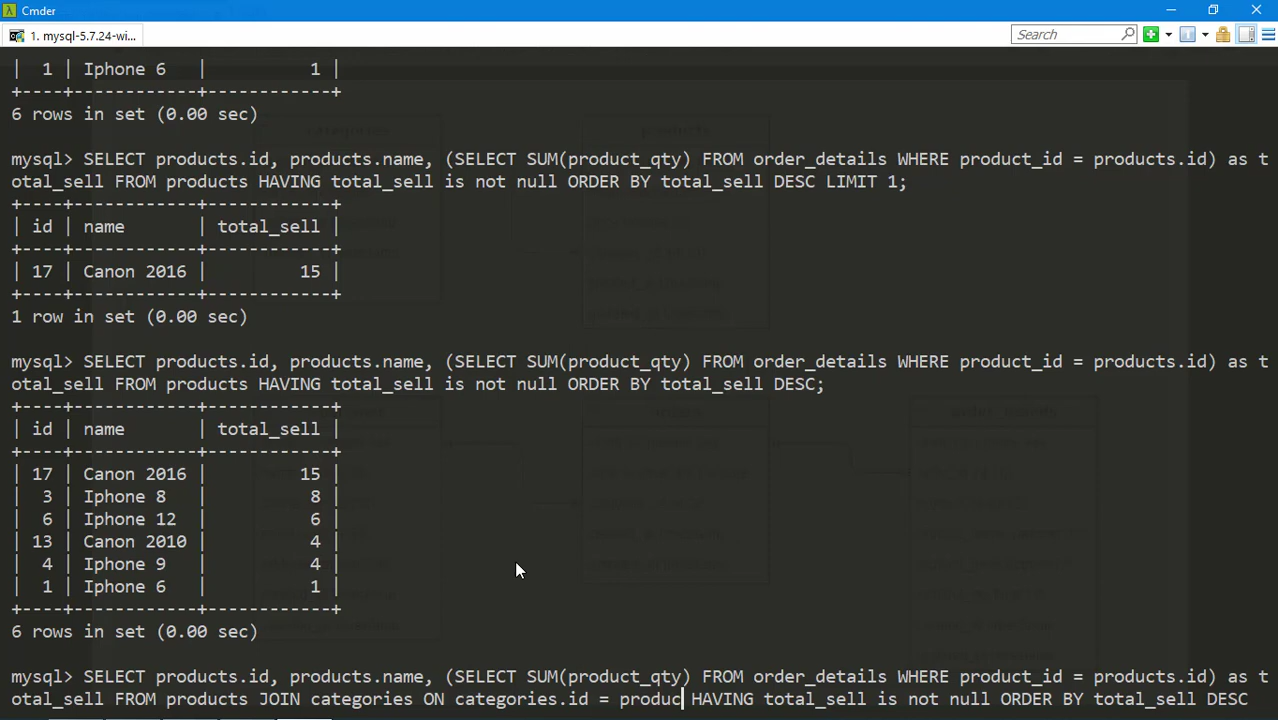 Cmder
1. mysql-5.7.24-wi...
Search
| 1 | Iphone 6 | 1 |
+----+------------+------------+
6 rows in set (0.00 sec)
mysql> SELECT products.id, products.name, (SELECT SUM(product_qty) FROM order_details WHERE product_id = products.id) as t
otal_sell FROM products HAVING total_sell is not null ORDER BY total_sell DESC LIMIT 1;
+----+------------+------------+
| id | name | total_sell |
+----+------------+------------+
| 17 | Canon 2016 | 15 |
+----+------------+------------+
1 row in set (0.00 sec)
mysql> SELECT products.id, products.name, (SELECT SUM(product_qty) FROM order_details WHERE product_id = products.id) as t
otal_sell FROM products HAVING total_sell is not null ORDER BY total_sell DESC;
+----+------------+------------+
| id | name | total_sell |
+----+------------+------------+
| 17 | Canon 2016 | 15 |
| 3 | Iphone 8 | 8 |
| 6 | Iphone 12 | 6 |
| 13 | Canon 2010 | 4 |
| 4 | Iphone 9 | 4 |
| 1 | Iphone 6 | 1 |
+----+------------+------------+
6 rows in set (0.00 sec)
mysql> SELECT products.id, products.name, (SELECT SUM(product_qty) FROM order_details WHERE product_id = products.id) as t
otal_sell FROM products JOIN categories ON categories.id = produc HAVING total_sell is not null ORDER BY total_sell DESC